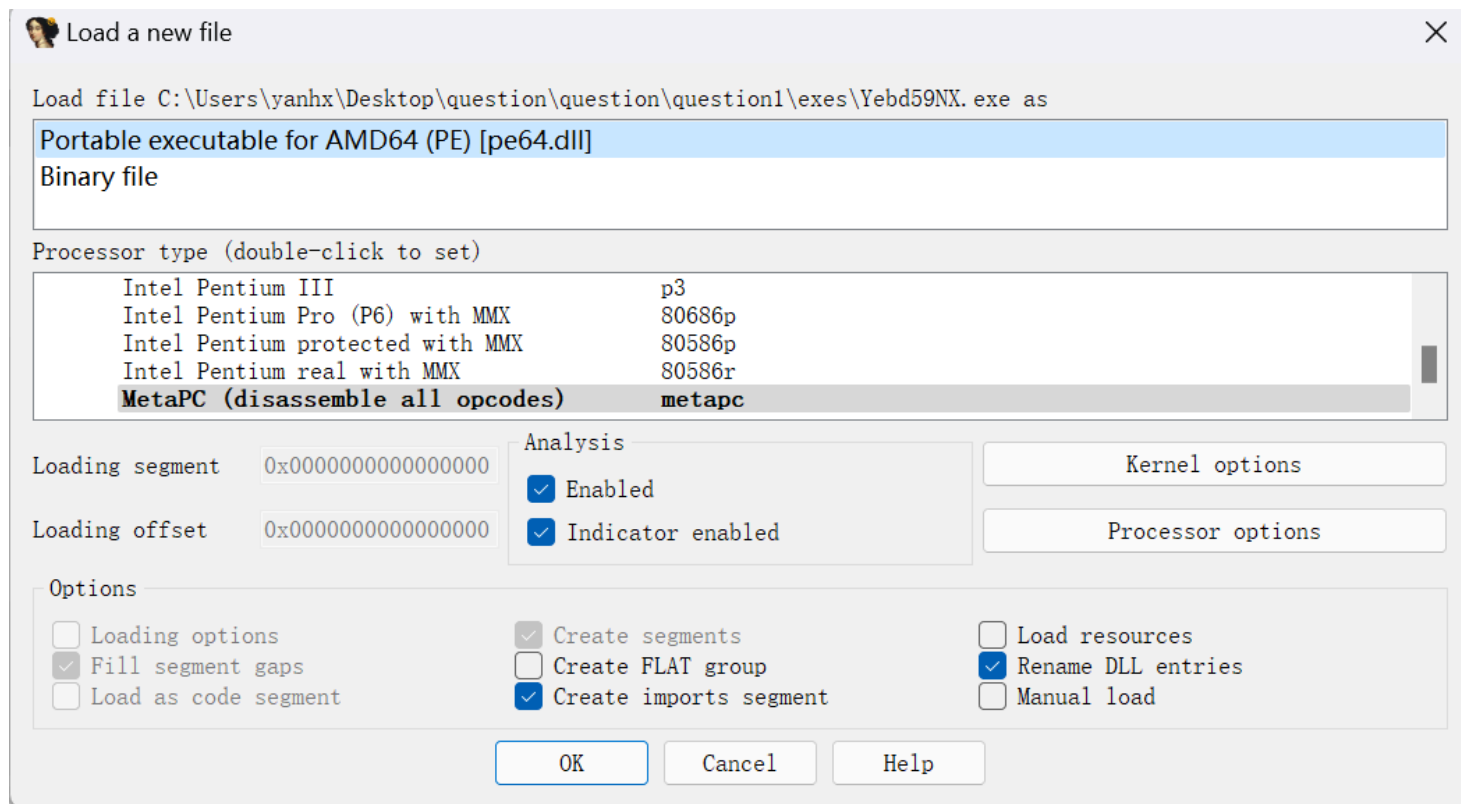 Load a new file
Load file C:\Users\yanhx\Desktop\question\question\question1\exes\Yebd59NX.exe as
Portable executable for AMD64 (PE) [pe64.dll]
Binary file
Processor type (double-click to set)
Intel Pentium III p3
Intel Pentium Pro (P6) with MMX 80686p
Intel Pentium protected with MMX 80586p
Intel Pentium real with MMX 80586r
MetaPC (disassemble all opcodes) metapc
Loading segment 0x0000000000000000
Loading offset 0x0000000000000000
Analysis
Enabled
Indicator enabled
Kernel options
Processor options
Options
Loading options
Fill segment gaps
Load as code segment
Create segments
Create FLAT group
Create imports segment
Load resources
Rename DLL entries
Manual load
OK Cancel Help